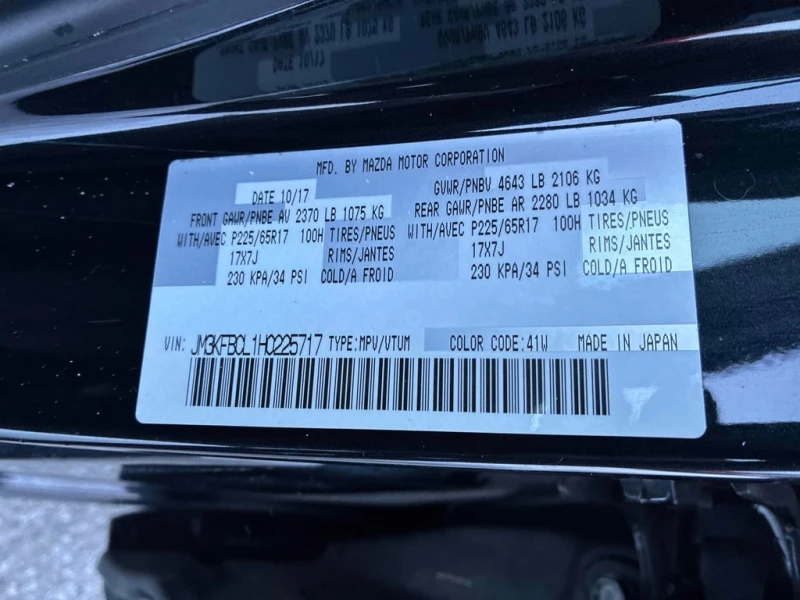 MFD. BY MAZDA MOTOR CORPORATION
DATE 10/17 GVWR/PNBV 4643 LB 2106 KG
FRONT GAWR/PNBE AV 2370 LB 1075 KG REAR GAWR/PNBE AR 2280 LB 1034 KG
WITH/AVEC P225/65R17 100H TIRES/PNEUS WITH/AVEC P225/65R17 100H TIRES/PNEUS
17X7J RIMS/JANTES 17X7J RIMS/JANTES
230 KPA/34 PSI COLD/A FROID 230 KPA/34 PSI COLD/A FROID
VIN: JM3KFBCL1H0225717 TYPE:MPV/VTUM COLOR CODE:41W MADE IN JAPAN